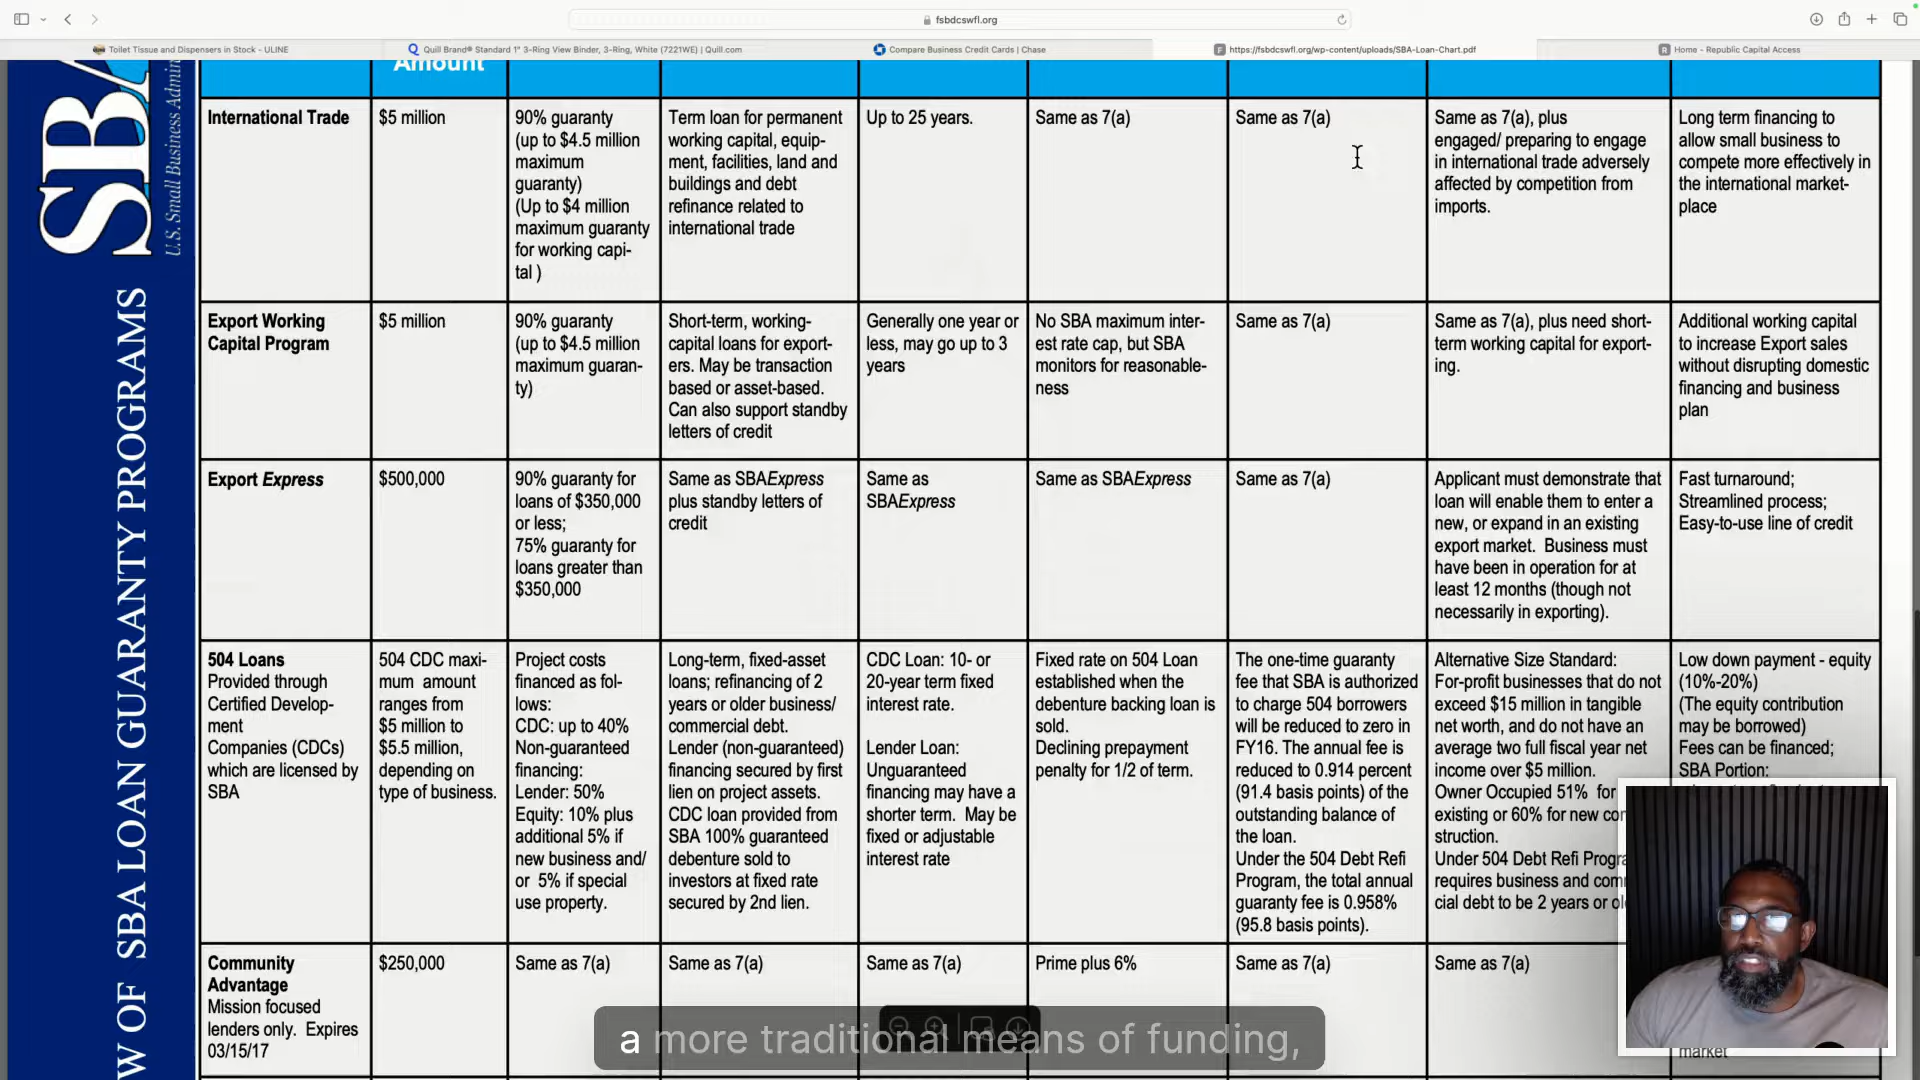 fsbdcswfl.org
Toilet Tissue and Dispensers in Stock - ULINE
Quill Brand® Standard 1" 3-Ring View Binder, 3-Ring, White (7221WE) | Quill.com
Compare Business Credit Cards | Chase
https://fsbdcswfl.org/wp-content/uploads/SBA-Loan-Chart.pdf
Home - Republic Capital Access
Amount
SBA
U.S. Small Business Admin
W OF SBA LOAN GUARANTY PROGRAMS
International Trade
$5 million
90% guaranty
(up to $4.5 million
maximum
guaranty)
(Up to $4 million
maximum guaranty
for working capi-
tal )
Term loan for permanent
working capital, equip-
ment, facilities, land and
buildings and debt
refinance related to
international trade
Up to 25 years.
Same as 7(a)
Same as 7(a)
Same as 7(a), plus
engaged/ preparing to engage
in international trade adversely
affected by competition from
imports.
Long term financing to
allow small business to
compete more effectively in
the international market-
place
Export Working
Capital Program
$5 million
90% guaranty
(up to $4.5 million
maximum guaran-
ty)
Short-term, working-
capital loans for export-
ers. May be transaction
based or asset-based.
Can also support standby
letters of credit
Generally one year or
less, may go up to 3
years
No SBA maximum inter-
est rate cap, but SBA
monitors for reasonable-
ness
Same as 7(a)
Same as 7(a), plus need short-
term working capital for export-
ing.
Additional working capital
to increase Export sales
without disrupting domestic
financing and business
plan
Export Express
$500,000
90% guaranty for
loans of $350,000
or less;
75% guaranty for
loans greater than
$350,000
Same as SBAExpress
plus standby letters of
credit
Same as
SBAExpress
Same as SBAExpress
Same as 7(a)
Applicant must demonstrate that
loan will enable them to enter a
new, or expand in an existing
export market. Business must
have been in operation for at
least 12 months (though not
necessarily in exporting).
Fast turnaround;
Streamlined process;
Easy-to-use line of credit
504 Loans
Provided through
Certified Develop-
ment
Companies (CDCs)
which are licensed by
SBA
504 CDC maxi-
mum amount
ranges from
$5 million to
$5.5 million,
depending on
type of business.
Project costs
financed as fol-
lows:
CDC: up to 40%
Non-guaranteed
financing:
Lender: 50%
Equity: 10% plus
additional 5% if
new business and/
or 5% if special
use property.
Long-term, fixed-asset
loans; refinancing of 2
years or older business/
commercial debt.
Lender (non-guaranteed)
financing secured by first
lien on project assets.
CDC loan provided from
SBA 100% guaranteed
debenture sold to
investors at fixed rate
secured by 2nd lien.
CDC Loan: 10- or
20-year term fixed
interest rate.
Lender Loan:
Unguaranteed
financing may have a
shorter term. May be
fixed or adjustable
interest rate
Fixed rate on 504 Loan
established when the
debenture backing loan is
sold.
Declining prepayment
penalty for 1/2 of term.
The one-time guaranty
fee that SBA is authorized
to charge 504 borrowers
will be reduced to zero in
FY16. The annual fee is
reduced to 0.914 percent
(91.4 basis points) of the
outstanding balance of
the loan.
Under the 504 Debt Refi
Program, the total annual
guaranty fee is 0.958%
(95.8 basis points).
Alternative Size Standard:
For-profit businesses that do not
exceed $15 million in tangible
net worth, and do not have an
average two full fiscal year net
income over $5 million.
Owner Occupied 51% for
existing or 60% for new con
struction.
Under 504 Debt Refi Progra
requires business and com
cial debt to be 2 years or ol
Low down payment - equity
(10%-20%)
(The equity contribution
may be borrowed)
Fees can be financed;
SBA Portion:
Community
Advantage
Mission focused
lenders only. Expires
03/15/17
$250,000
Same as 7(a)
Same as 7(a)
Same as 7(a)
Prime plus 6%
Same as 7(a)
Same as 7(a)
market
a more traditional means of funding,